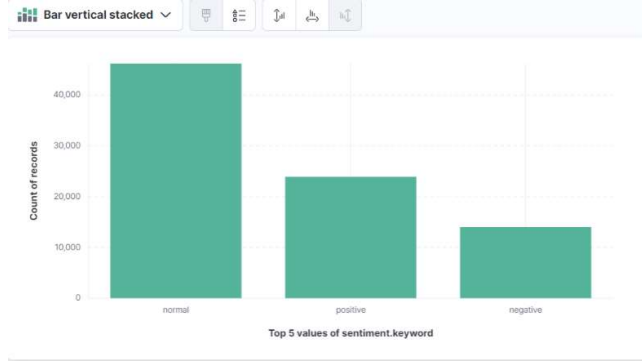 Bar vertical stacked
40,000
30,000
20,000
10,000
0
Count of records
normal positive negative
Top 5 values of sentiment.keyword